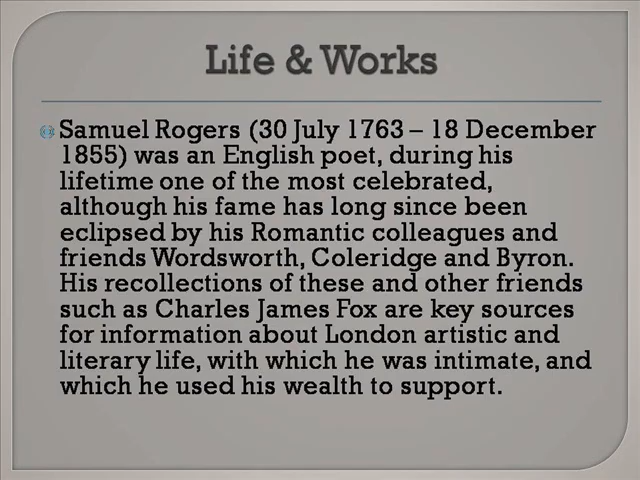 Life & Works
Samuel Rogers (30 July 1763 – 18 December
1855) was an English poet, during his
lifetime one of the most celebrated,
although his fame has long since been
eclipsed by his Romantic colleagues and
friends Wordsworth, Coleridge and Byron.
His recollections of these and other friends
such as Charles James Fox are key sources
for information about London artistic and
literary life, with which he was intimate, and
which he used his wealth to support.